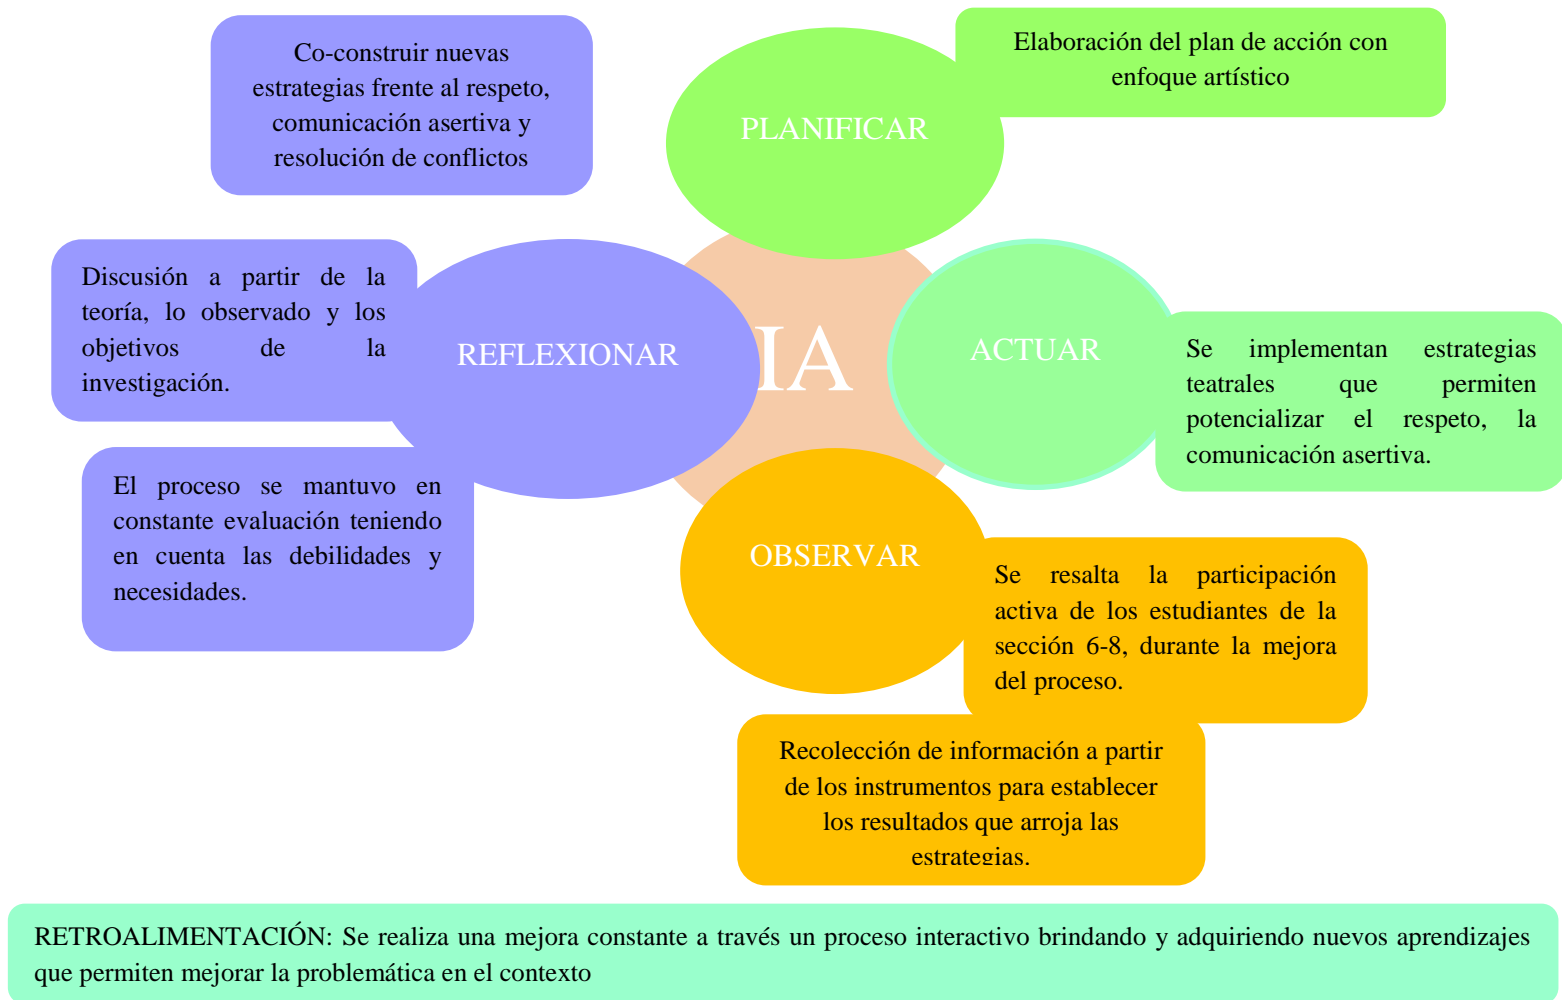 Co-construir nuevas
estrategias frente al respeto,
comunicación asertiva y
resolución de conflictos
Elaboración del plan de acción con
enfoque artístico
PLANIFICAR
Discusión a partir de la
teoría, lo observado y los
objetivos de la
investigación.
REFLEXIONAR
IA
ACTUAR
Se implementan estrategias
teatrales que permiten
potencializar el respeto, la
comunicación asertiva.
El proceso se mantuvo en
constante evaluación teniendo
en cuenta las debilidades y
necesidades.
OBSERVAR
Se resalta la participación
activa de los estudiantes de la
sección 6-8, durante la mejora
del proceso.
Recolección de información a partir
de los instrumentos para establecer
los resultados que arroja las
estrategias.
RETROALIMENTACIÓN: Se realiza una mejora constante a través un proceso interactivo brindando y adquiriendo nuevos aprendizajes
que permiten mejorar la problemática en el contexto